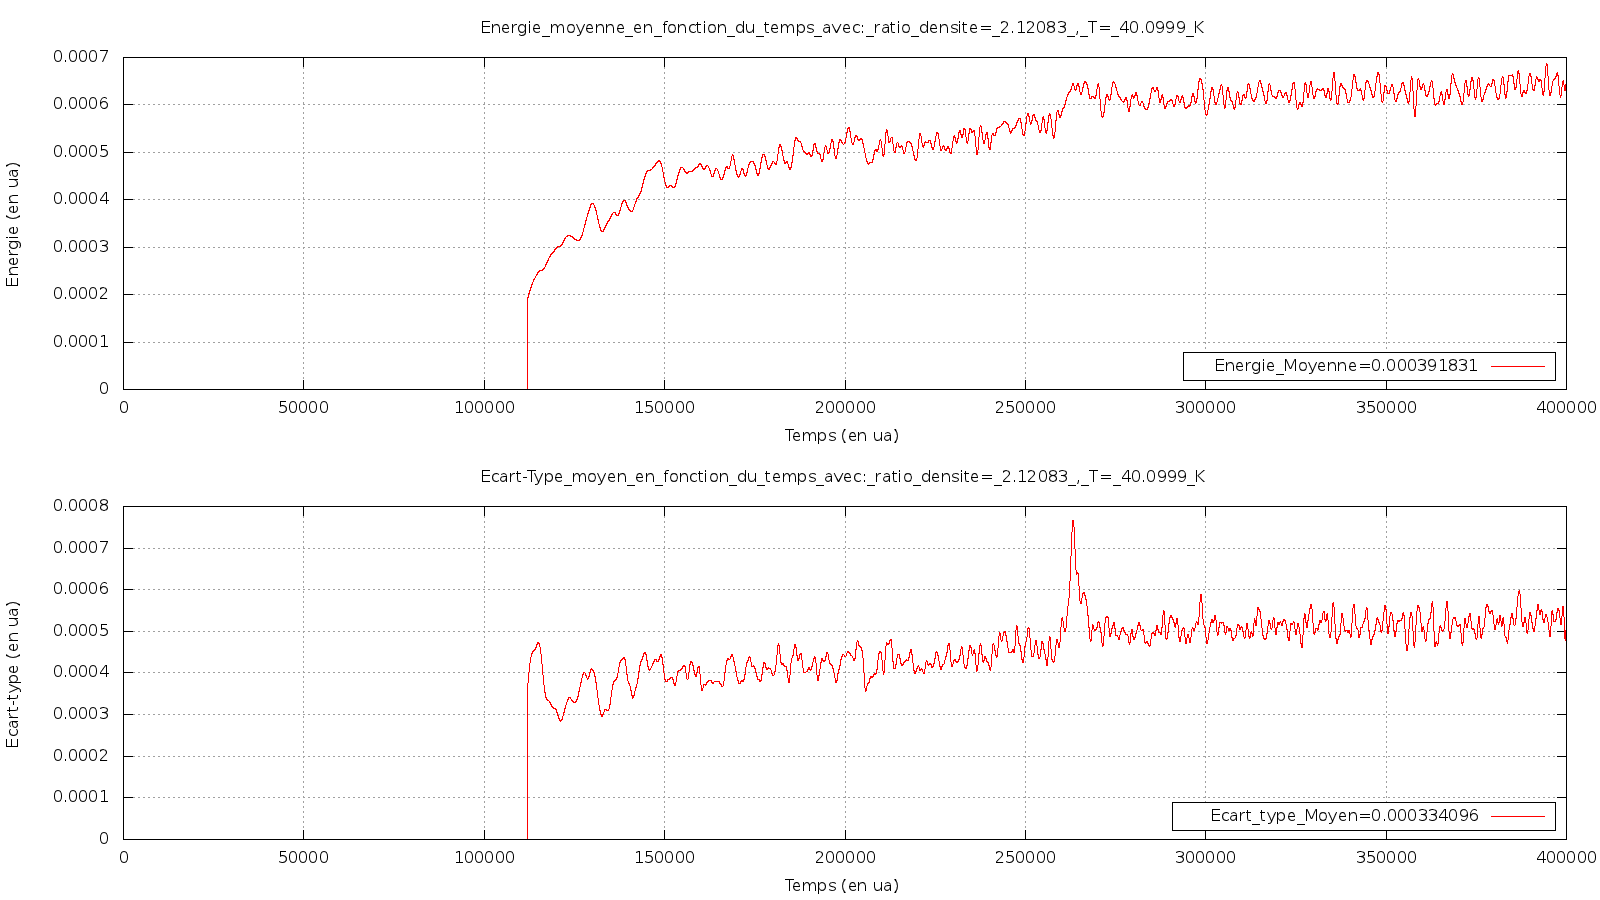 Energie_moyenne_en_fonction_du_temps_avec:_ratio_densite=_2.12083_,_T=_40.0999_K
0.0007
0.0006
0.0005
0.0004
0.0003
0.0002
0.0001
0
Energie (en ua)
Energie_Moyenne=0.000391831
0 50000 100000 150000 200000 250000 300000 350000 400000
Temps (en ua)
Ecart-Type_moyen_en_fonction_du_temps_avec:_ratio_densite=_2.12083_,_T=_40.0999_K
0.0008
0.0007
0.0006
0.0005
0.0004
0.0003
0.0002
0.0001
0
Ecart-type (en ua)
Ecart_type_Moyen=0.000334096
0 50000 100000 150000 200000 250000 300000 350000 400000
Temps (en ua)